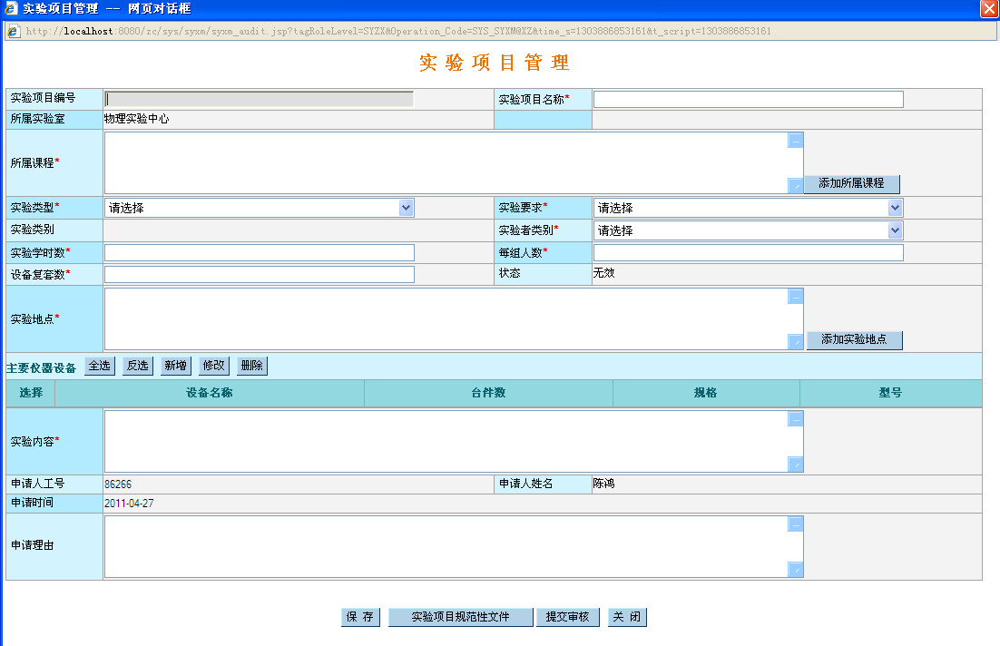 实验项目管理 -- 网页对话框
http://localhost:8080/zc/sys/syxm/syxm_audit.jsp?tagRoleLevel=SYZX&Operation_Code=SYS_SYXM@XZ&time_s=1303886853161&t_script=1303886853161
实 验 项 目 管 理
实验项目编号 实验项目名称*
所属实验室 物理实验中心
所属课程* 添加所属课程
实验类型* 请选择 实验要求* 请选择
实验类别 实验者类别* 请选择
实验学时数* 每组人数*
设备复套数* 状态 无效
实验地点* 添加实验地点
主要仪器设备 全选 反选 新增 修改 删除
选择 设备名称 台件数 规格 型号
实验内容*
申请人工号 86266 申请人姓名 陈鸿
申请时间 2011-04-27
申请理由
保 存 实验项目规范性文件 提交审核 关 闭